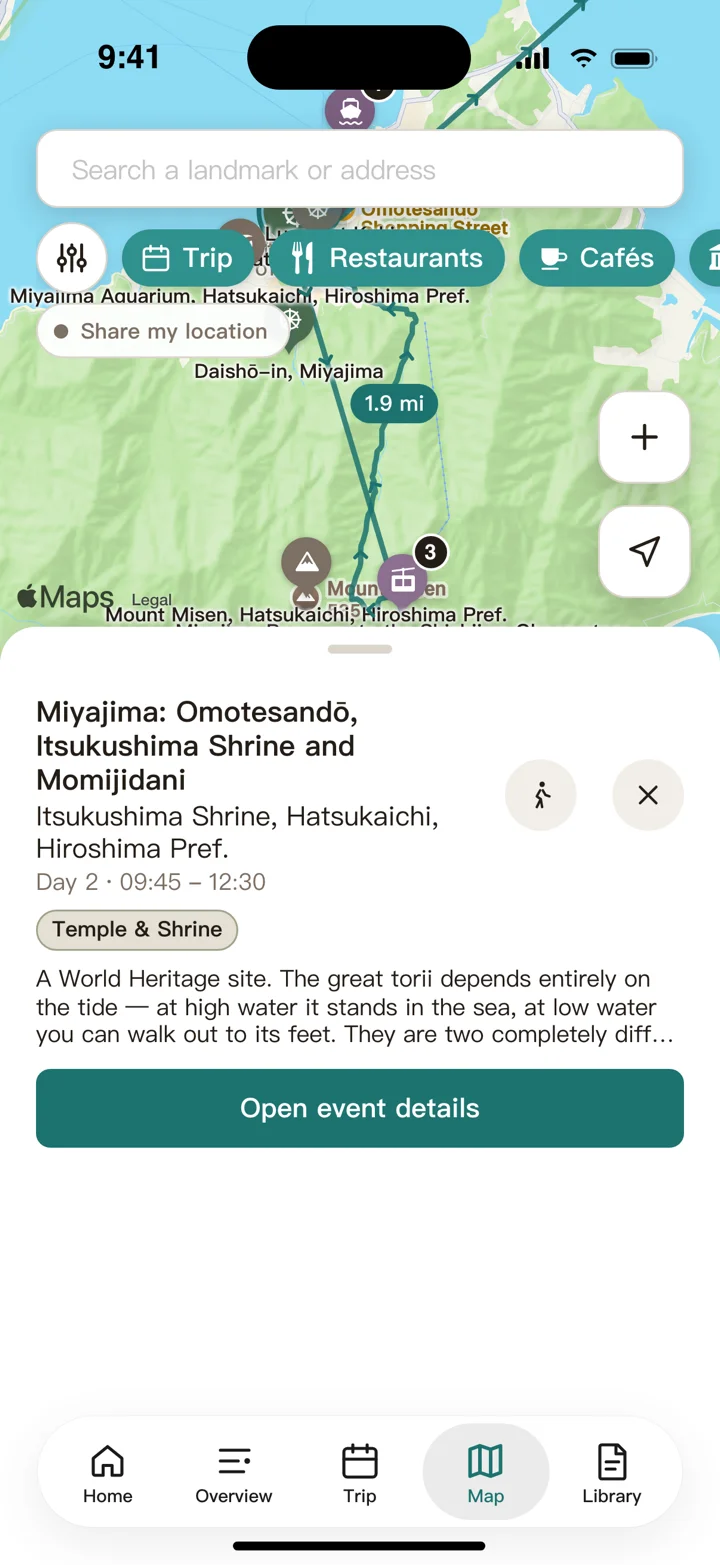 9:41
Search a landmark or address
Omotesandō
Shopping Street
Trip
Restaurants
Cafés
Miyajima Aquarium, Hatsukaichi, Hiroshima Pref.
Share my location
Daishō-in, Miyajima
1.9 mi
3
Maps
Legal
Mount Misen, Hatsukaichi, Hiroshima Pref.
Miyajima: Omotesandō,
Itsukushima Shrine and
Momijidani
Itsukushima Shrine, Hatsukaichi,
Hiroshima Pref.
Day 2 · 09:45 – 12:30
Temple & Shrine
A World Heritage site. The great torii depends entirely on
the tide — at high water it stands in the sea, at low water
you can walk out to its feet. They are two completely diff…
Open event details
Home
Overview
Trip
Map
Library